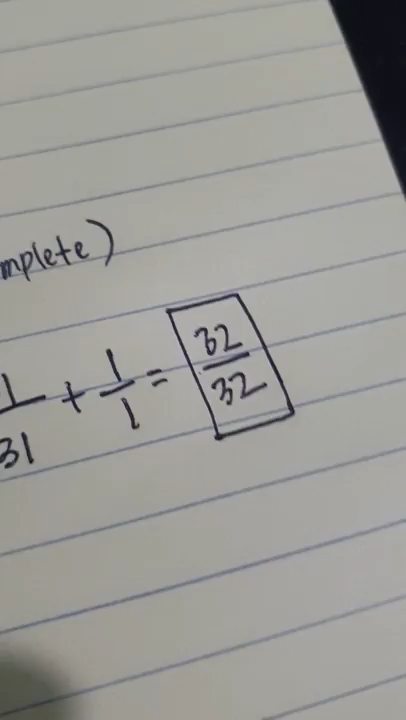 mplete)
1/31 + 1/1 = 32/32